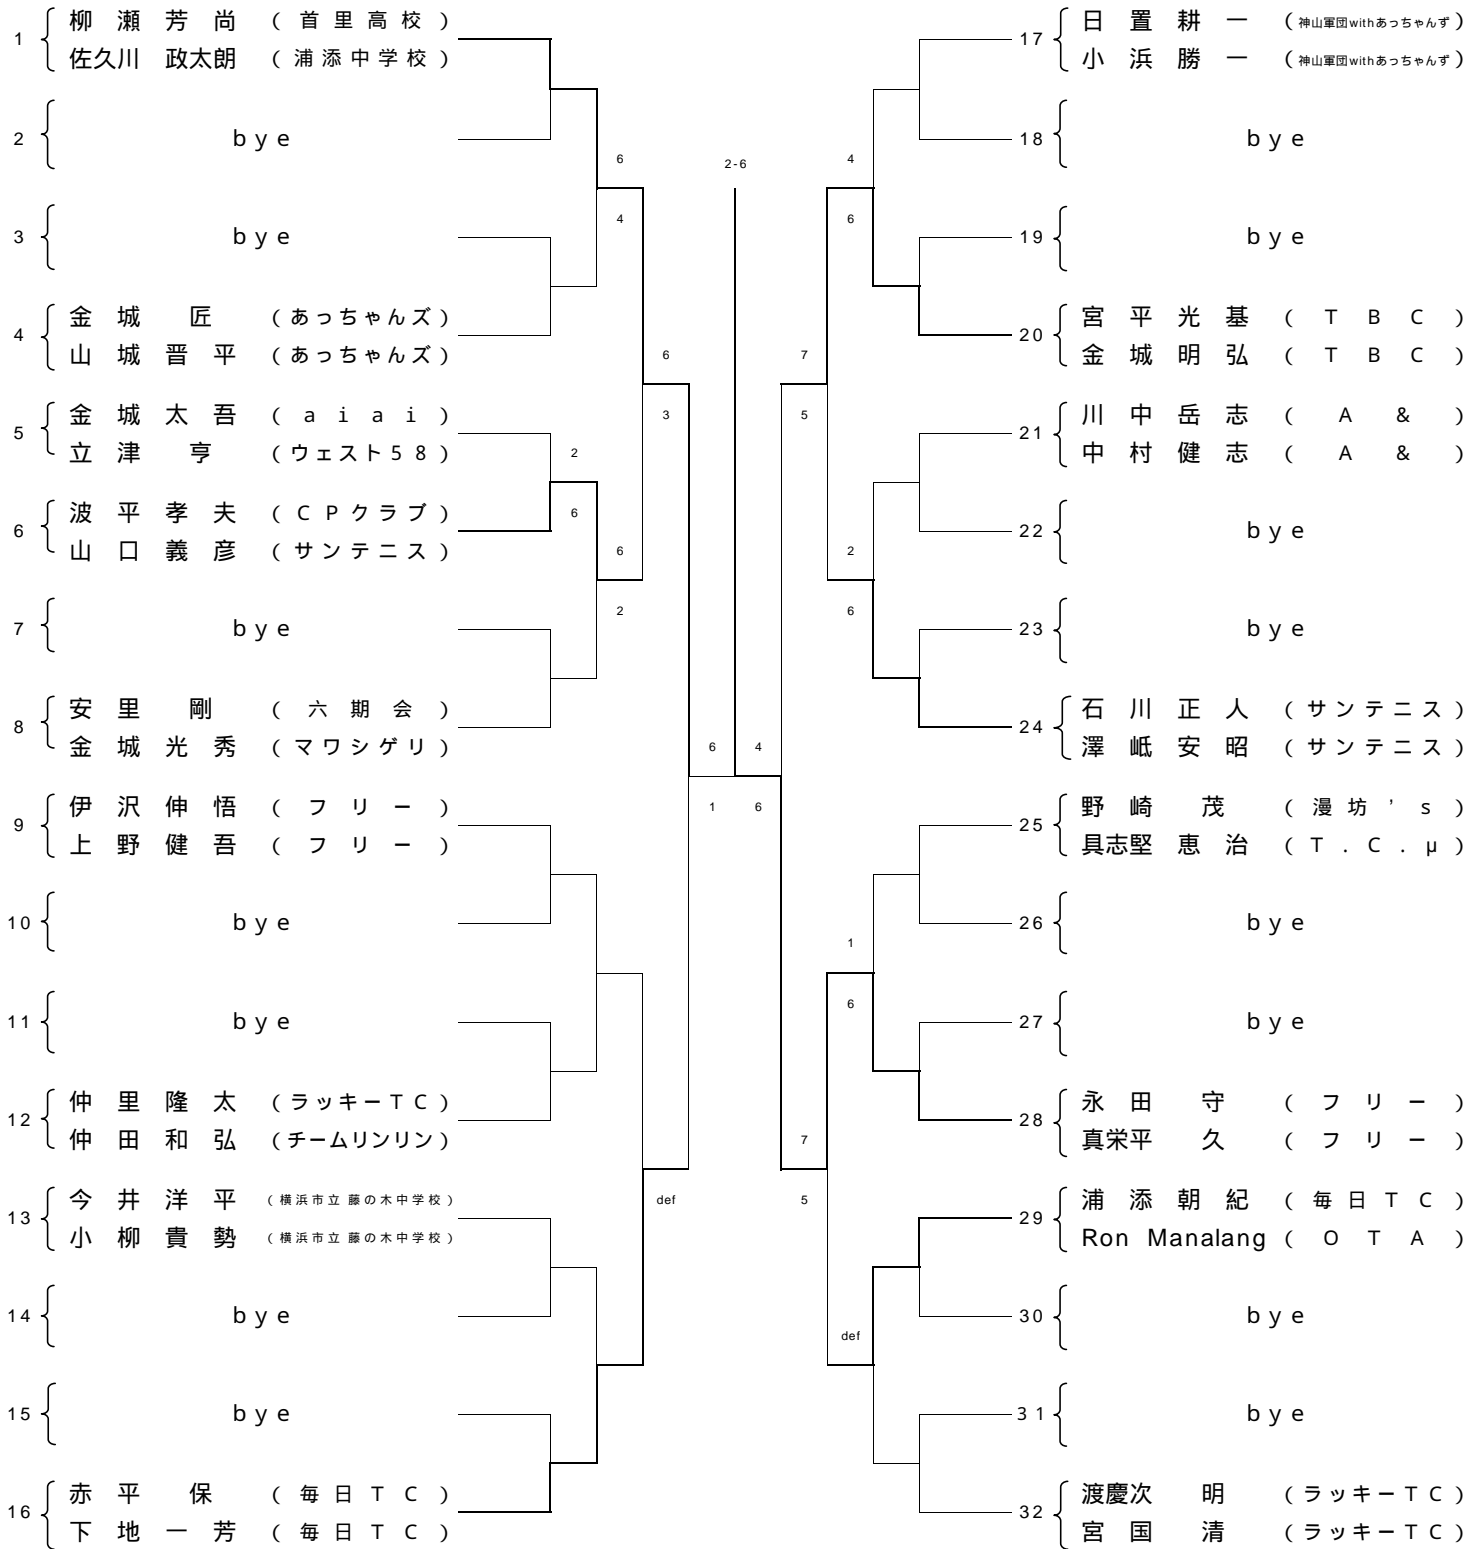 1 柳瀬芳尚 (首里高校)
佐久川 政太朗 (浦添中学校)
2 bye
3 bye
4 金城 匠 (あっちゃんズ)
山城晋平 (あっちゃんズ)
5 金城太吾 (aiai)
立津 亨 (ウェスト58)
6 波平孝夫 (CPクラブ)
山口義彦 (サンテニス)
7 bye
8 安里 剛 (六期会)
金城光秀 (マワシゲリ)
9 伊沢伸悟 (フリー)
上野健吾 (フリー)
10 bye
11 bye
12 仲里隆太 (ラッキーTC)
仲田和弘 (チームリンリン)
13 今井洋平 (横浜市立 藤の木中学校)
小柳貴勢 (横浜市立 藤の木中学校)
14 bye
15 bye
16 赤平 保 (毎日TC)
下地一芳 (毎日TC)
2
6
6
4
6
2
6
3
def
6
1
2-6
4
6
7
5
7
5
4
6
2
6
1
6
def
17 日置耕一 (神山軍団withあっちゃんず)
小浜勝一 (神山軍団withあっちゃんず)
18 bye
19 bye
20 宮平光基 (TBC)
金城明弘 (TBC)
21 川中岳志 (A&)
中村健志 (A&)
22 bye
23 bye
24 石川正人 (サンテニス)
澤岻安昭 (サンテニス)
25 野崎 茂 (漫坊's)
具志堅 恵治 (T.C.μ)
26 bye
27 bye
28 永田 守 (フリー)
真栄平 久 (フリー)
29 浦添朝紀 (毎日TC)
Ron Manalang (OTA)
30 bye
31 bye
32 渡慶次 明 (ラッキーTC)
宮国 清 (ラッキーTC)